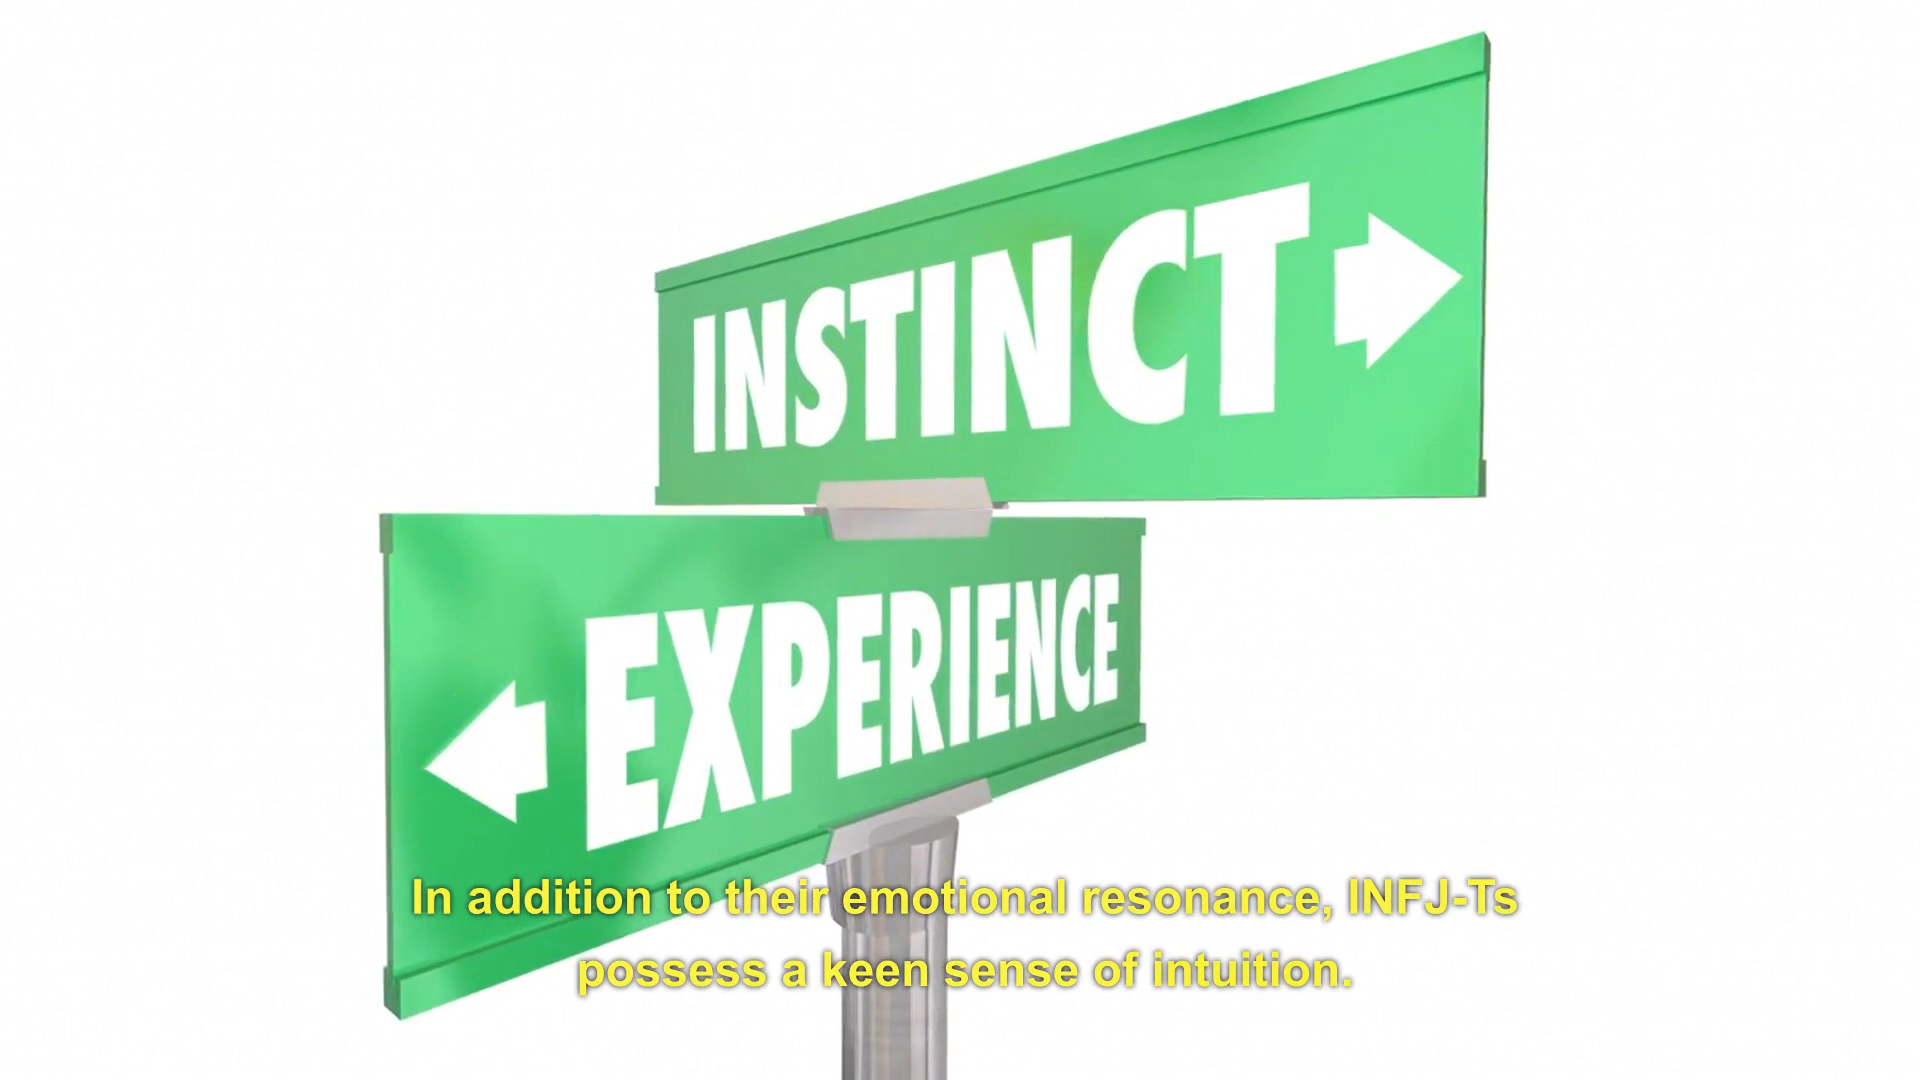 INSTINCT
EXPERIENCE
In addition to their emotional resonance, INFJ-Ts
possess a keen sense of intuition.